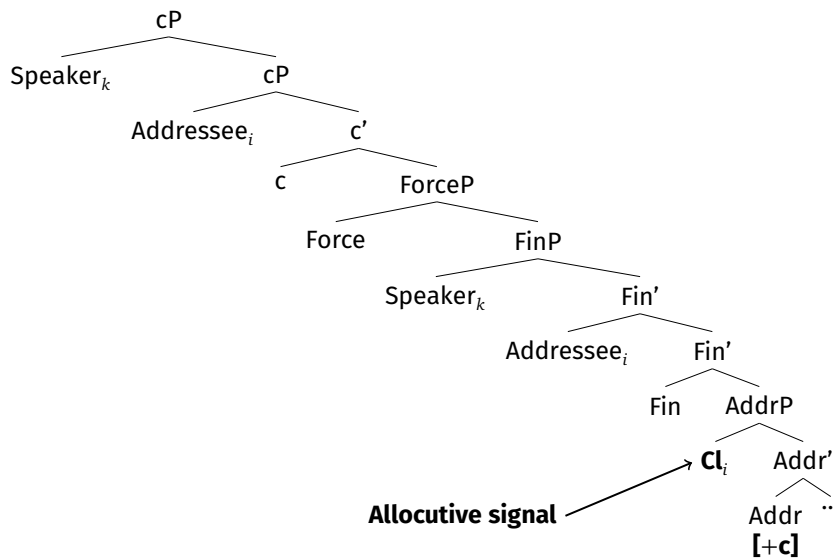 cP
Speaker_k cP
Addressee_i c'
c ForceP
Force FinP
Speaker_k Fin'
Addressee_i Fin'
Fin AddrP
Cl_i Addr'
Allocutive signal Addr ..
[+c]